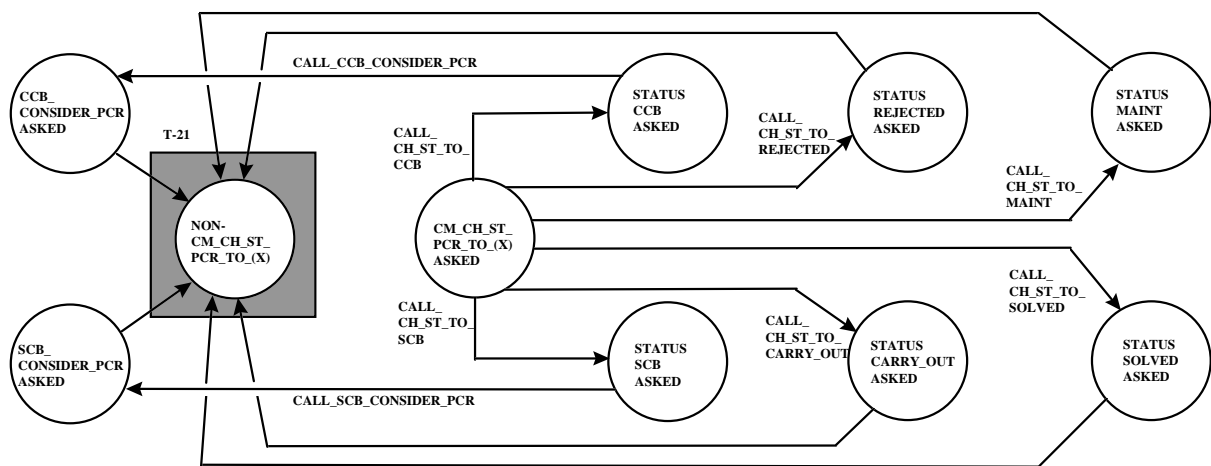 CALL_CCB_CONSIDER_PCR
CCB_
CONSIDER_PCR
ASKED
T-21
STATUS
CCB
ASKED
STATUS
REJECTED
ASKED
STATUS
MAINT
ASKED
CALL_
CH_ST_TO_
CCB
CALL_
CH_ST_TO_
REJECTED
CALL_
CH_ST_TO_
MAINT
NON-
CM_CH_ST_
PCR_TO_(X)
CM_CH_ST_
PCR_TO_(X)
ASKED
CALL_
CH_ST_TO_
SCB
CALL_
CH_ST_TO_
CARRY_OUT
CALL_
CH_ST_TO_
SOLVED
SCB_
CONSIDER_PCR
ASKED
STATUS
SCB
ASKED
STATUS
CARRY_OUT
ASKED
STATUS
SOLVED
ASKED
CALL_SCB_CONSIDER_PCR